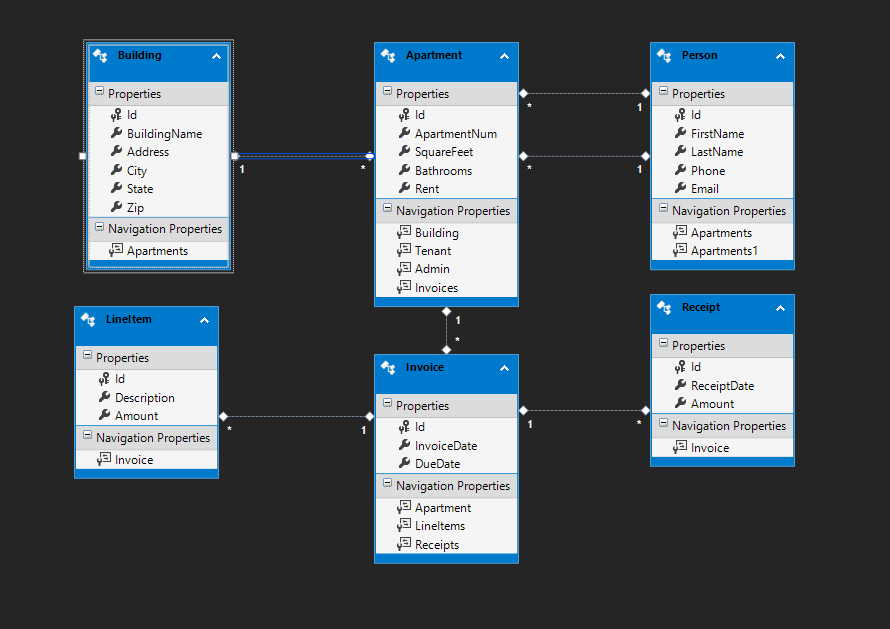 Building
Properties
Id
BuildingName
Address
City
State
Zip
Navigation Properties
Apartments
1
*
Apartment
Properties
Id
ApartmentNum
SquareFeet
Bathrooms
Rent
Navigation Properties
Building
Tenant
Admin
Invoices
*
1
*
1
Person
Properties
Id
FirstName
LastName
Phone
Email
Navigation Properties
Apartments
Apartments1
1
*
LineItem
Properties
Id
Description
Amount
Navigation Properties
Invoice
*
1
Invoice
Properties
Id
InvoiceDate
DueDate
Navigation Properties
Apartment
LineItems
Receipts
1
*
Receipt
Properties
Id
ReceiptDate
Amount
Navigation Properties
Invoice